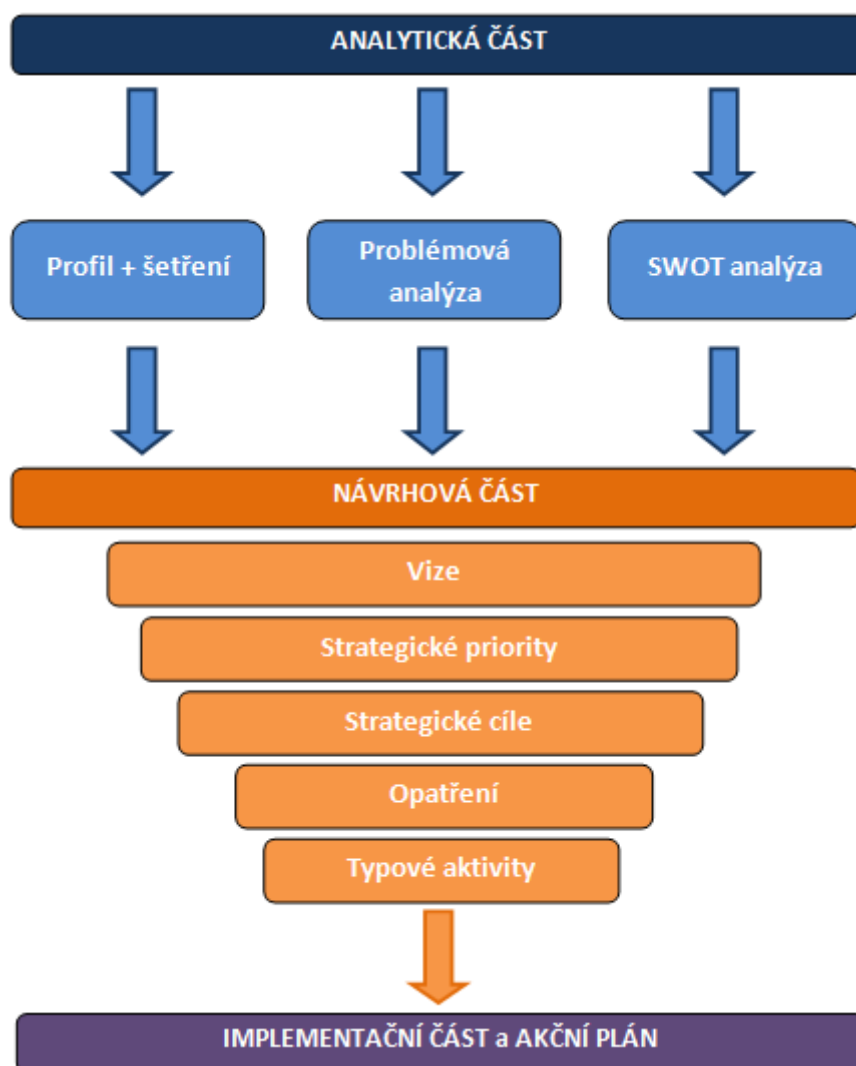 ANALYTICKÁ ČÁST
Profil + šetření
Problémová
analýza
SWOT analýza
NÁVRHOVÁ ČÁST
Vize
Strategické priority
Strategické cíle
Opatření
Typové aktivity
IMPLEMENTAČNÍ ČÁST a AKČNÍ PLÁN